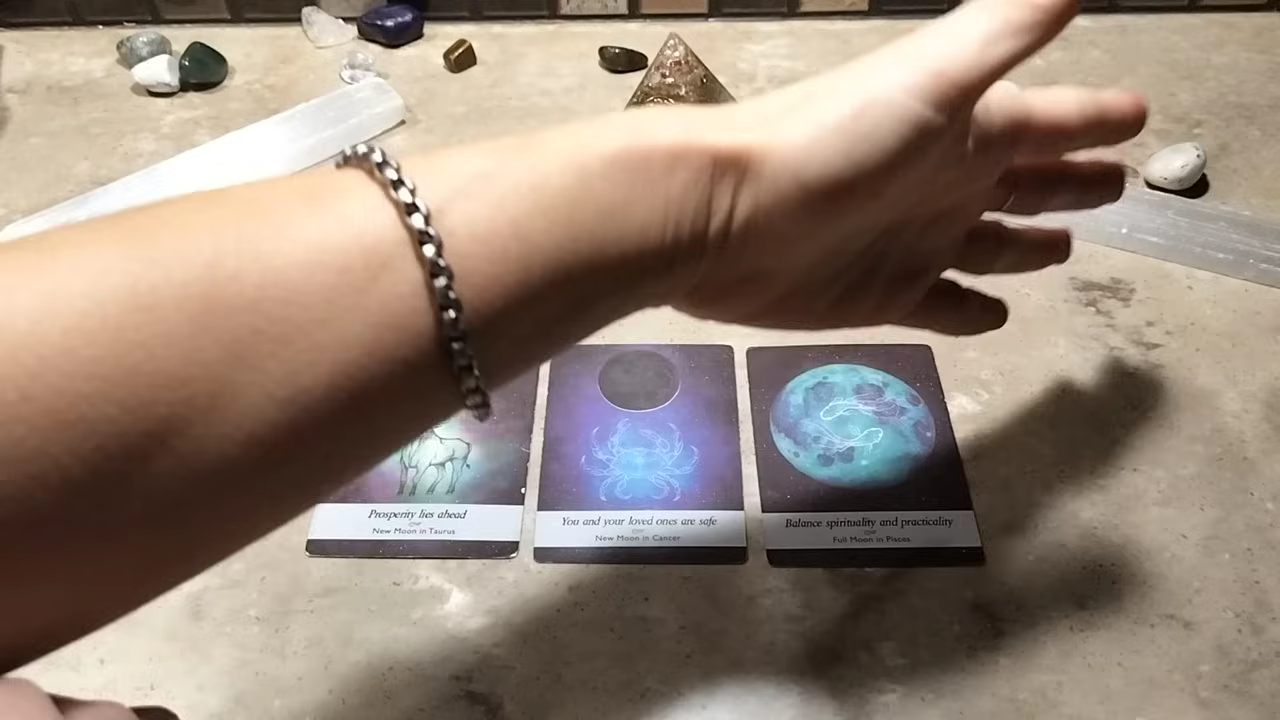 Prosperity lies ahead
New Moon in Taurus
You and your loved ones are safe
New Moon in Cancer
Balance spirituality and practicality
Full Moon in Pisces